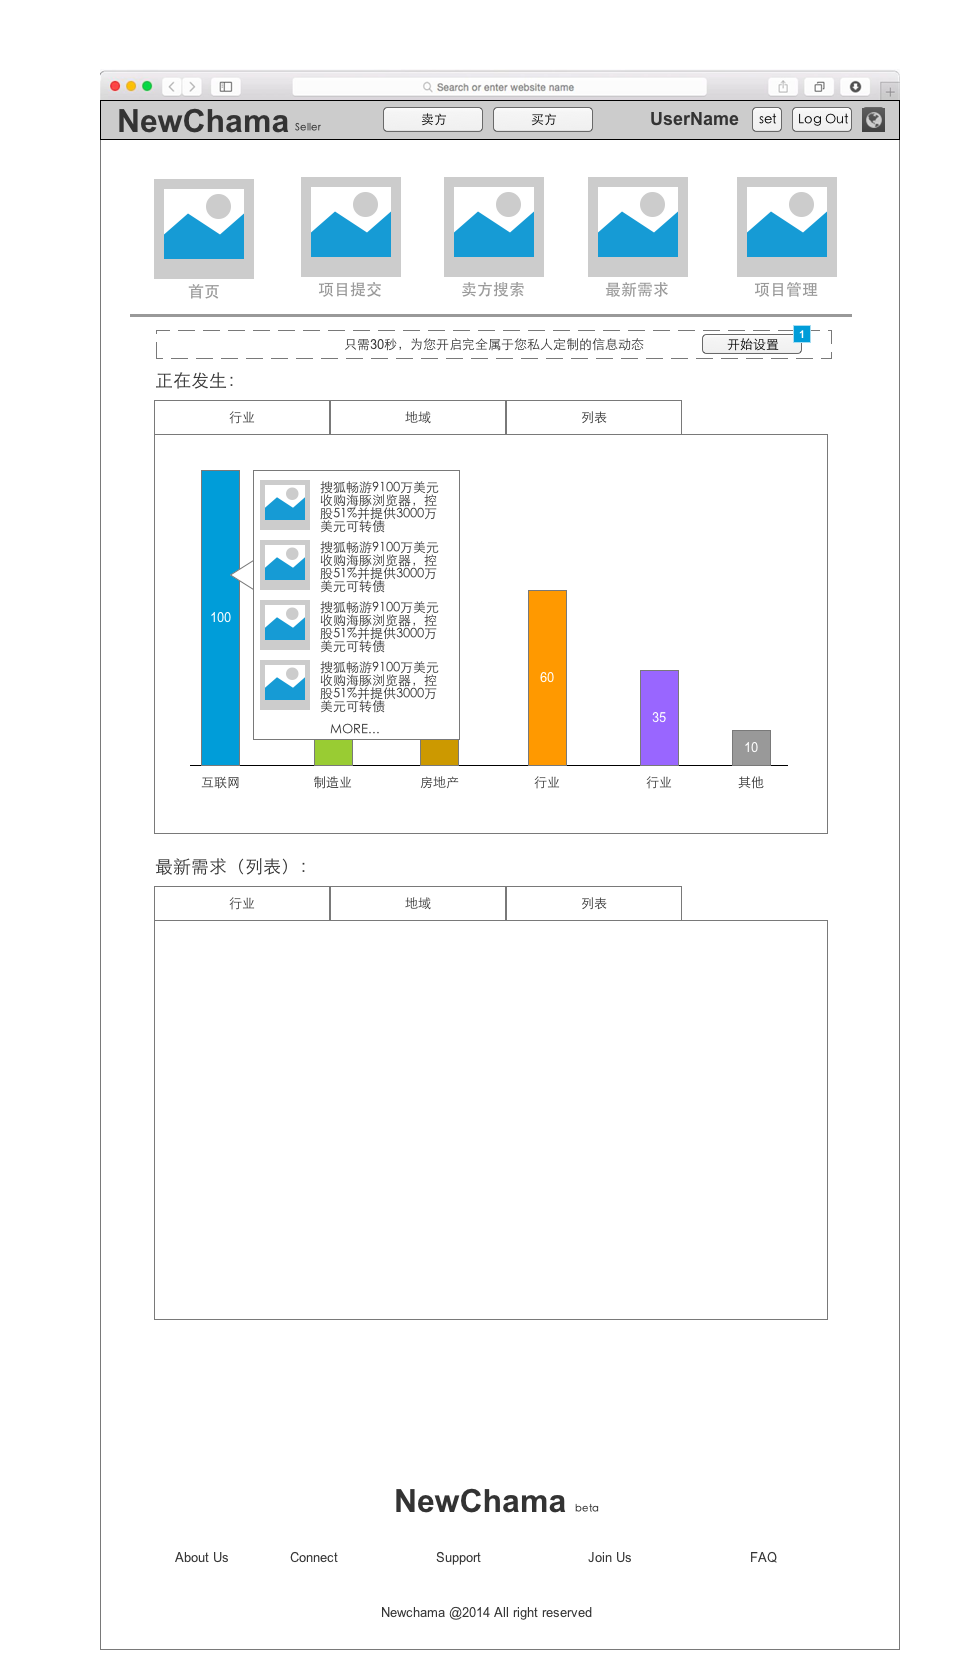 Search or enter website name
NewChama Seller
卖方
买方
UserName
set
Log Out
首页
项目提交
卖方搜索
最新需求
项目管理
只需30秒，为您开启完全属于您私人定制的信息动态
开始设置
1
正在发生：
行业
地域
列表
搜狐畅游9100万美元
收购海豚浏览器，控
股51%并提供3000万
美元可转债
搜狐畅游9100万美元
收购海豚浏览器，控
股51%并提供3000万
美元可转债
搜狐畅游9100万美元
收购海豚浏览器，控
股51%并提供3000万
美元可转债
搜狐畅游9100万美元
收购海豚浏览器，控
股51%并提供3000万
美元可转债
MORE...
100
60
35
10
互联网
制造业
房地产
行业
行业
其他
最新需求（列表）：
行业
地域
列表
NewChama beta
About Us
Connect
Support
Join Us
FAQ
Newchama @2014 All right reserved